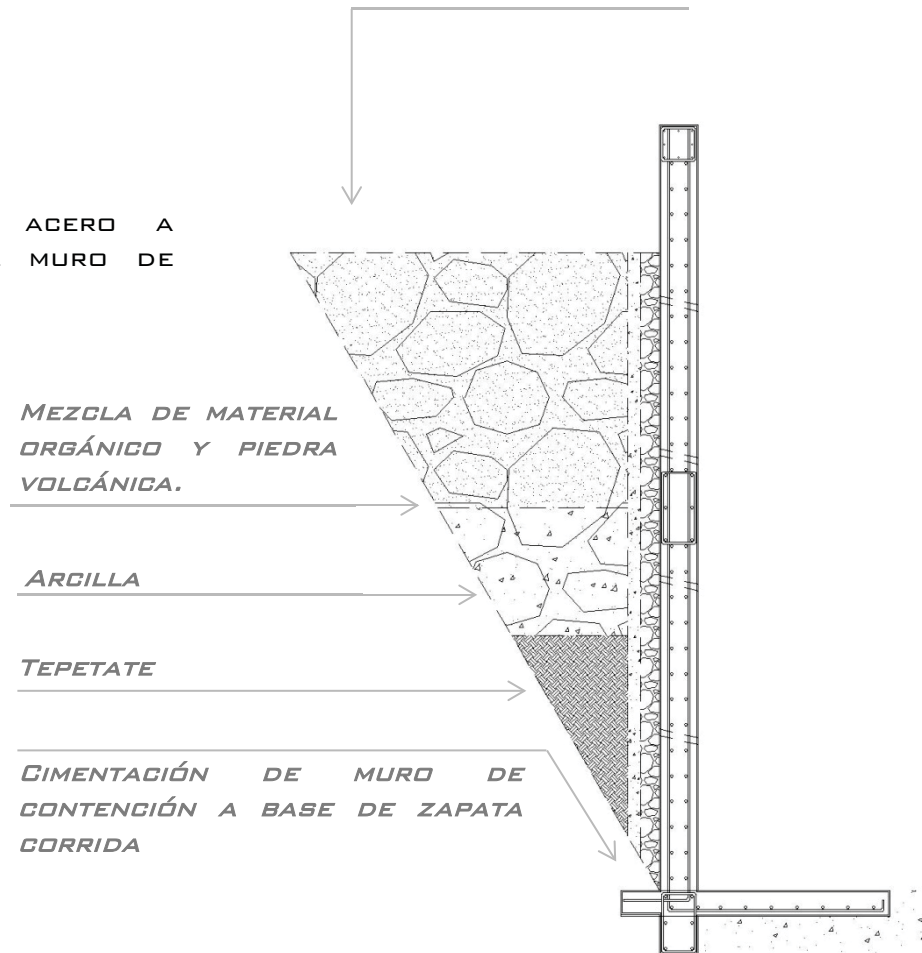 ACERO A
MURO DE
MEZCLA DE MATERIAL
ORGÁNICO Y PIEDRA
VOLCÁNICA.
ARCILLA
TEPETATE
CIMENTACIÓN DE MURO DE
CONTENCIÓN A BASE DE ZAPATA
CORRIDA